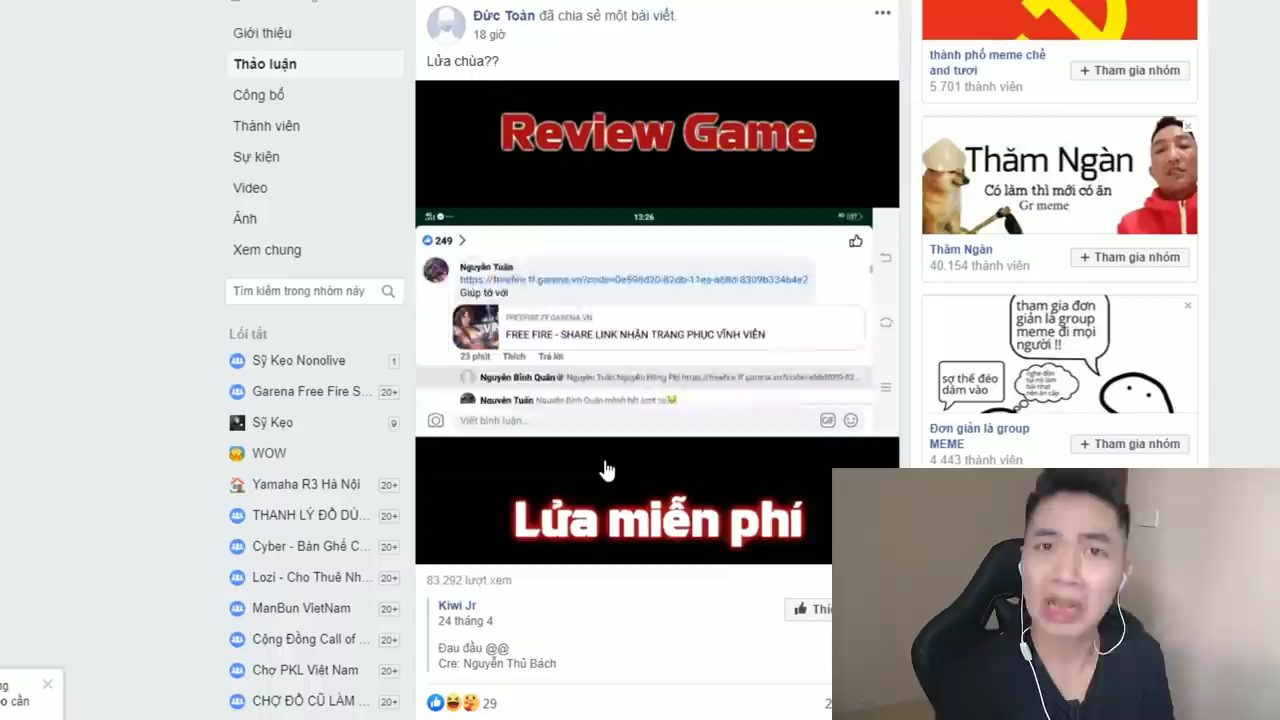 Giới thiệu
Thảo luận
Công bố
Thành viên
Sự kiện
Video
Ảnh
Xem chung
Tìm kiếm trong nhóm này
Lối tắt
Sỹ Kẹo Nonolive 1
Garena Free Fire S... 20+
Sỹ Kẹo 9
WOW
Yamaha R3 Hà Nội 20+
THANH LÝ ĐỒ DÙ... 20+
Cyber - Bàn Ghế C... 20+
Lozi - Cho Thuê Nh... 20+
ManBun VietNam 20+
Cộng Đồng Call of ... 20+
Chợ PKL Việt Nam 20+
CHỢ ĐỒ CŨ LÀM ... 20+
o cần
Đức Toàn đã chia sẻ một bài viết.
18 giờ
Lửa chùa??
Review Game
13:26
249
Nguyễn Tuấn
Giúp tớ với
FREEFIRE.FF.GARENA.VN
FREE FIRE - SHARE LINK NHẬN TRANG PHỤC VĨNH VIỄN
23 phút Thích Trả lời
Nguyễn Bỉnh Quân
Nguyễn Tuấn
Viết bình luận...
GIF
Lửa miễn phí
83.292 lượt xem
Kiwi Jr
24 tháng 4
Thí
Đau đầu @@
Cre: Nguyễn Thủ Bách
29
2
thành phố meme chế
and tươi
5.701 thành viên
+ Tham gia nhóm
Thăm Ngàn
Có làm thì mới có ăn
Gr meme
Thăm Ngàn
40.154 thành viên
+ Tham gia nhóm
tham gia đơn
giản là group
meme đi mọi
người !!
sợ thế đéo
dám vào
Đơn giản là group
MEME
4.443 thành viên
+ Tham gia nhóm